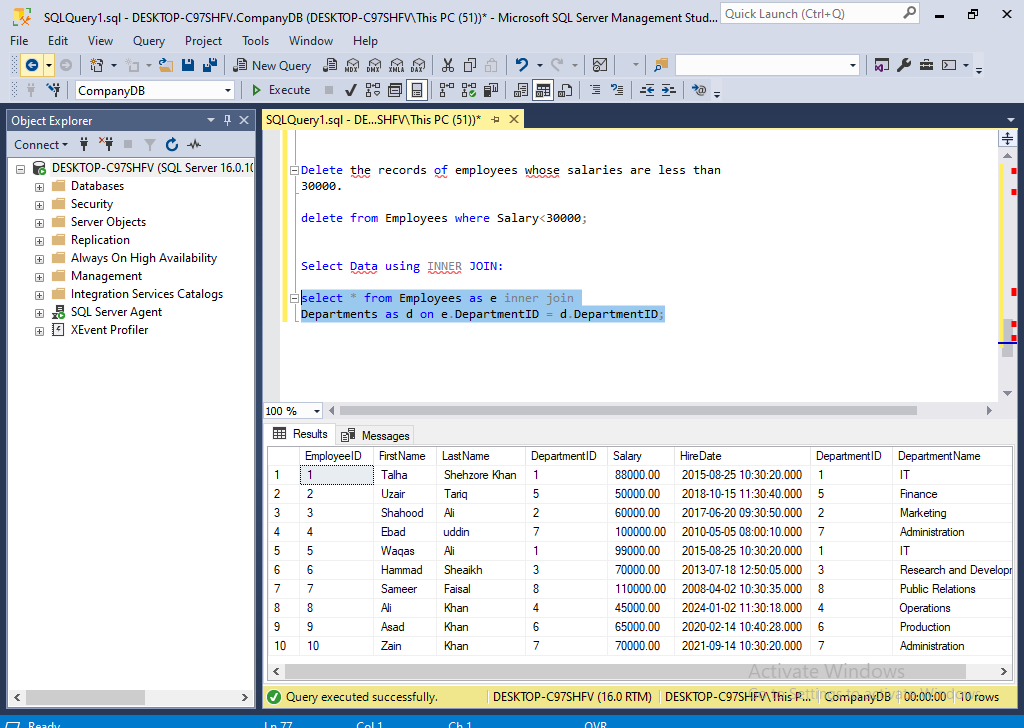 SQLQuery1.sql - DESKTOP-C97SHFV.CompanyDB (DESKTOP-C97SHFV\This PC (51))* - Microsoft SQL Server Management Stud...
Quick Launch (Ctrl+Q)
File Edit View Query Project Tools Window Help
New Query MDX DMX XMLA DAX
CompanyDB Execute
Object Explorer
SQLQuery1.sql - DE...SHFV\This PC (51))*
Connect
DESKTOP-C97SHFV (SQL Server 16.0.10
Databases
Security
Server Objects
Replication
Always On High Availability
Management
Integration Services Catalogs
SQL Server Agent
XEvent Profiler
Delete the records of employees whose salaries are less than
30000.
delete from Employees where Salary<30000;
Select Data using INNER JOIN:
select * from Employees as e inner join
Departments as d on e.DepartmentID = d.DepartmentID;
100 %
Results Messages
EmployeeID FirstName LastName DepartmentID Salary HireDate DepartmentID DepartmentName
1 1 Talha Shehzore Khan 1 88000.00 2015-08-25 10:30:20.000 1 IT
2 2 Uzair Tariq 5 50000.00 2018-10-15 11:30:40.000 5 Finance
3 3 Shahood Ali 2 60000.00 2017-06-20 09:30:50.000 2 Marketing
4 4 Ebad uddin 7 100000.00 2010-05-05 08:00:10.000 7 Administration
5 5 Waqas Ali 1 99000.00 2015-08-25 10:30:20.000 1 IT
6 6 Hammad Sheaikh 3 70000.00 2013-07-18 12:50:05.000 3 Research and Developr
7 7 Sameer Faisal 8 110000.00 2008-04-02 10:30:35.000 8 Public Relations
8 8 Ali Khan 4 45000.00 2024-01-02 11:30:18.000 4 Operations
9 9 Asad Khan 6 65000.00 2020-02-14 10:40:28.000 6 Production
10 10 Zain Khan 7 70000.00 2021-09-14 10:30:20.000 7 Administration
Activate Windows
Go to Settings to activate Windows.
Query executed successfully. DESKTOP-C97SHFV (16.0 RTM) DESKTOP-C97SHFV\This P... CompanyDB 00:00:00 10 rows
Ready Ln 77 Col 1 Ch 1 OVR